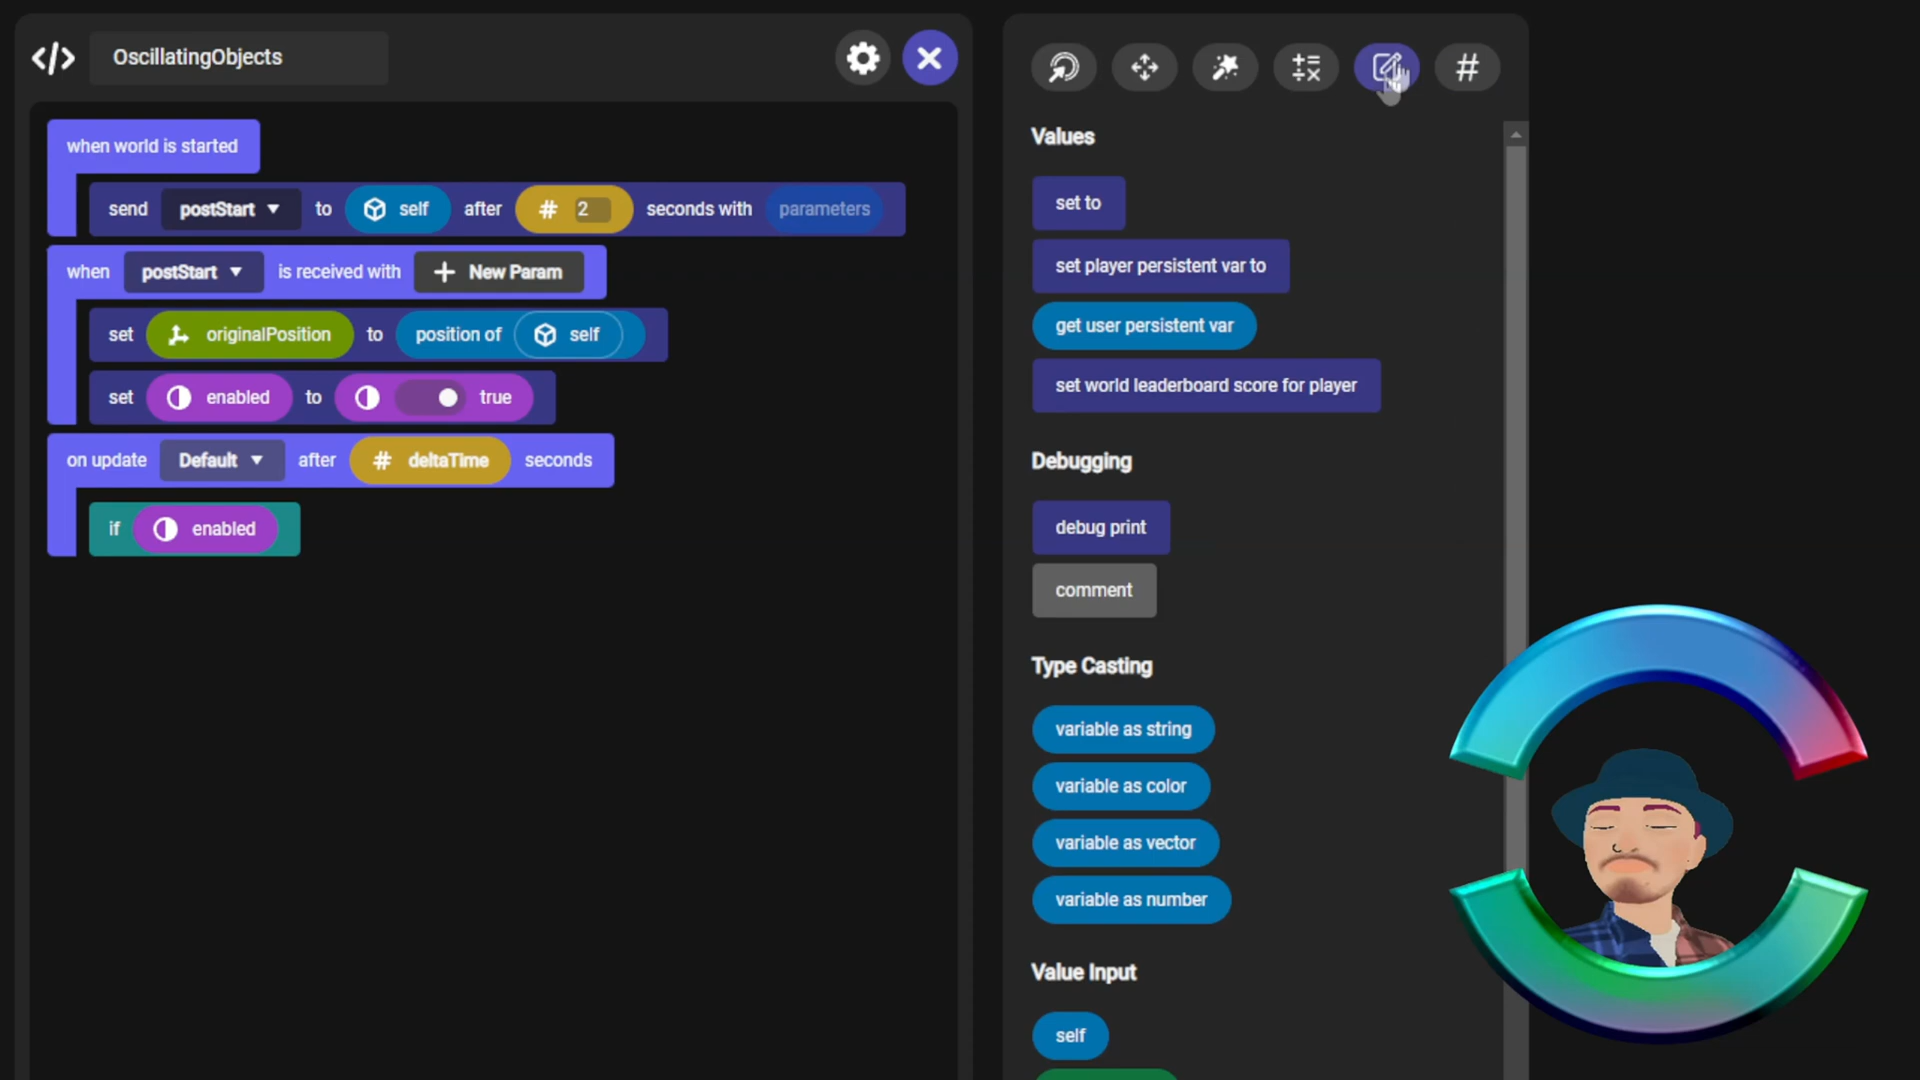 OscillatingObjects
when world is started
send postStart to self after # 2 seconds with parameters
when postStart is received with + New Param
set originalPosition to position of self
set enabled to true
on update Default after # deltaTime seconds
if enabled
#
Values
set to
set player persistent var to
get user persistent var
set world leaderboard score for player
Debugging
debug print
comment
Type Casting
variable as string
variable as color
variable as vector
variable as number
Value Input
self